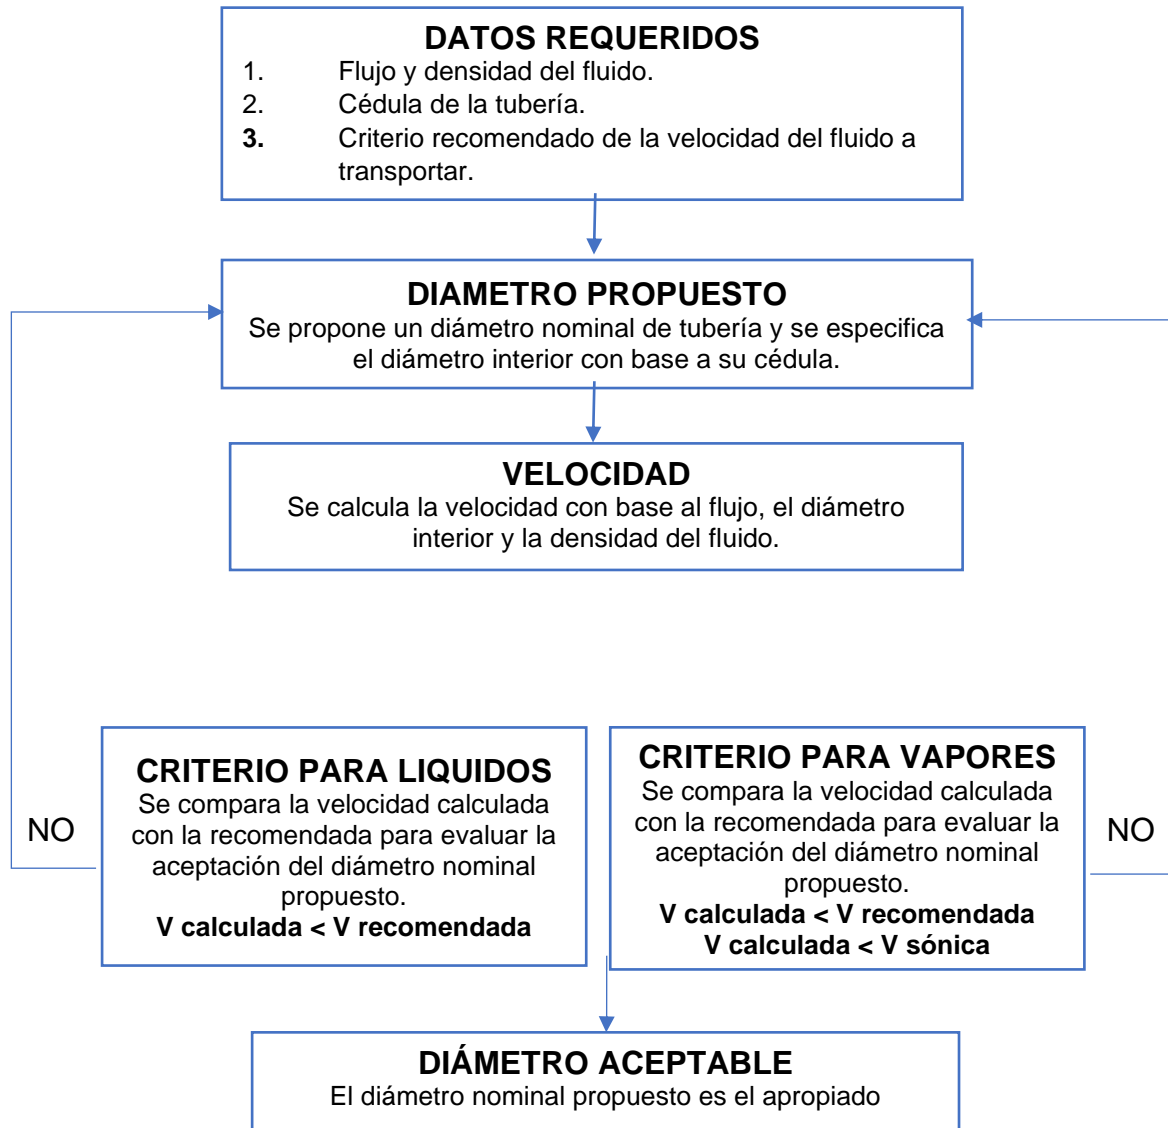 DATOS REQUERIDOS
1. Flujo y densidad del fluido.
2. Cédula de la tubería.
3. Criterio recomendado de la velocidad del fluido a
transportar.
DIAMETRO PROPUESTO
Se propone un diámetro nominal de tubería y se especifica
el diámetro interior con base a su cédula.
VELOCIDAD
Se calcula la velocidad con base al flujo, el diámetro
interior y la densidad del fluido.
NO
CRITERIO PARA LIQUIDOS
Se compara la velocidad calculada
con la recomendada para evaluar la
aceptación del diámetro nominal
propuesto.
V calculada < V recomendada
CRITERIO PARA VAPORES
Se compara la velocidad calculada
con la recomendada para evaluar la
aceptación del diámetro nominal
propuesto.
V calculada < V recomendada
V calculada < V sónica
NO
DIÁMETRO ACEPTABLE
El diámetro nominal propuesto es el apropiado